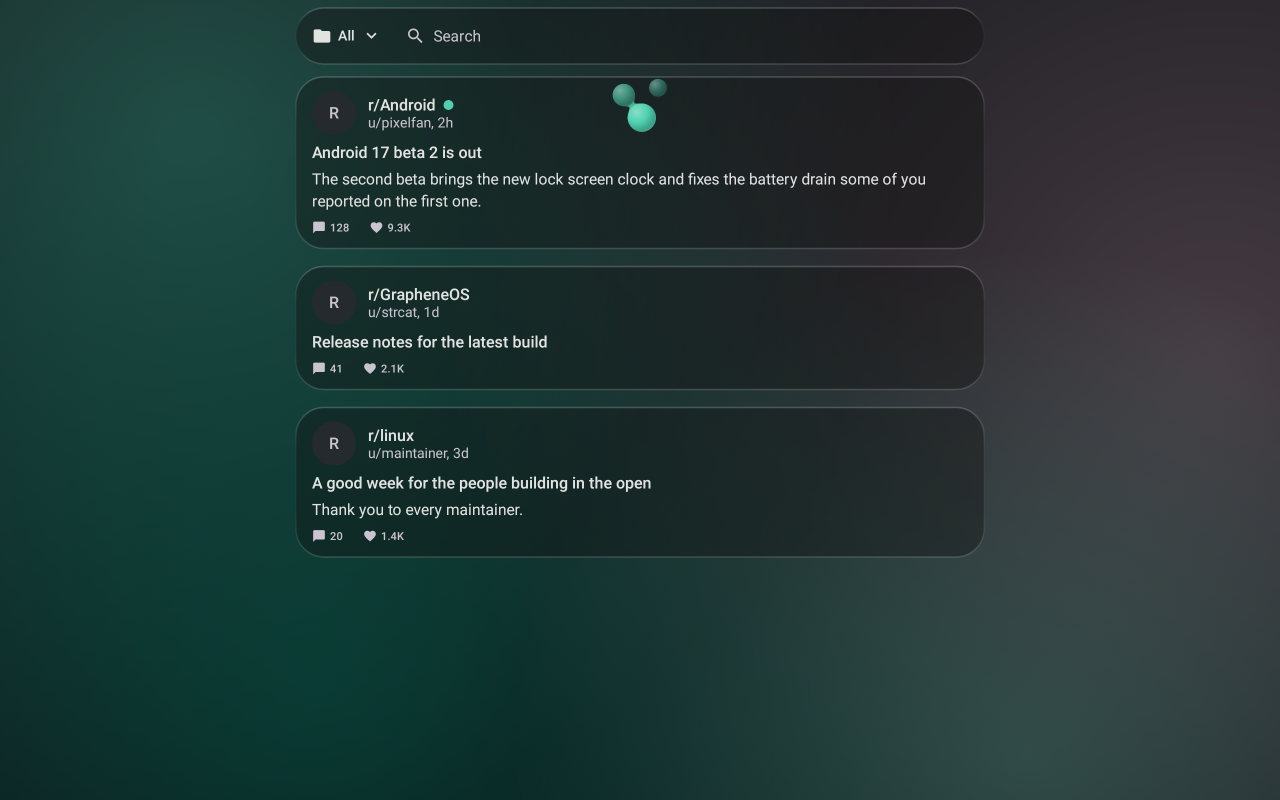 All
Search
R
r/Android
u/pixelfan, 2h
Android 17 beta 2 is out
The second beta brings the new lock screen clock and fixes the battery drain some of you
reported on the first one.
128 9.3K
R
r/GrapheneOS
u/strcat, 1d
Release notes for the latest build
41 2.1K
R
r/linux
u/maintainer, 3d
A good week for the people building in the open
Thank you to every maintainer.
20 1.4K